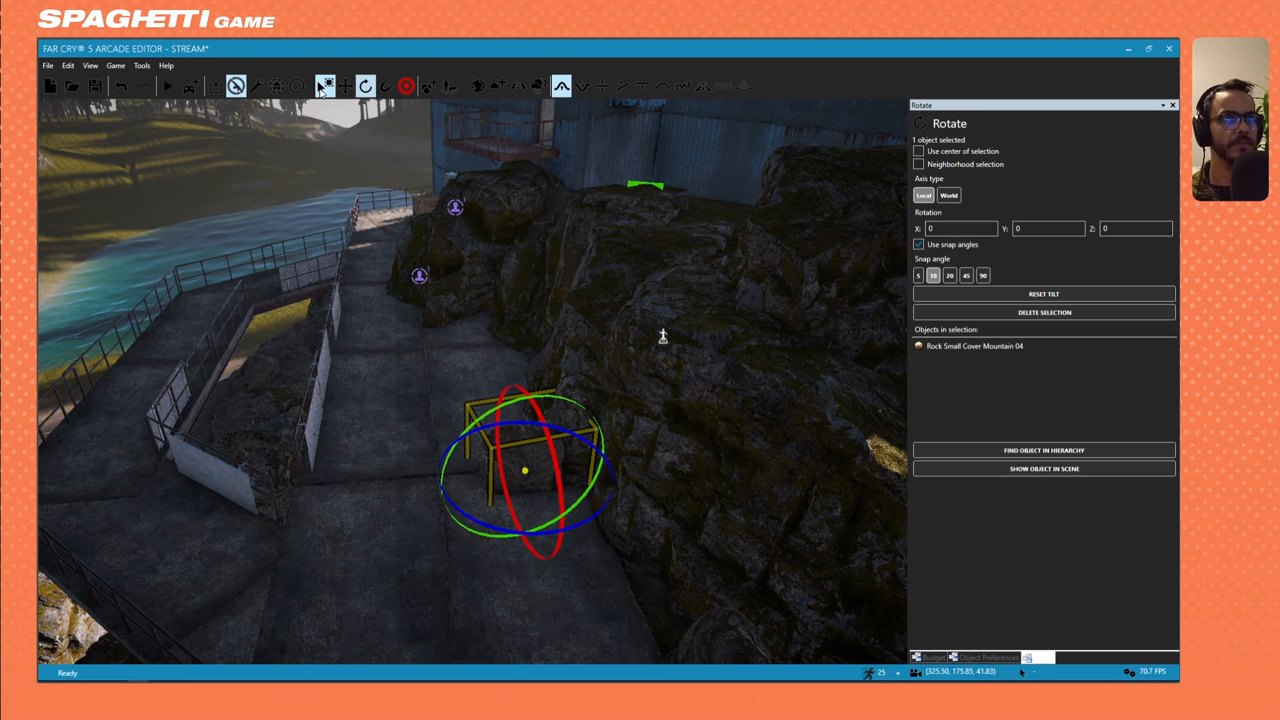 SPAGHETTI GAME
FAR CRY® 5 ARCADE EDITOR - STREAM*
File Edit View Game Tools Help
Rotate
Rotate
1 object selected
Use center of selection
Neighborhood selection
Axis type
Local World
Rotation
X: 0 Y: 0 Z: 0
Use snap angles
Snap angle
5 10 20 45 90
RESET TILT
DELETE SELECTION
Objects in selection:
Rock Small Cover Mountain 04
FIND OBJECT IN HIERARCHY
SHOW OBJECT IN SCENE
Budget Object Preferences
Ready 25 (325.50, 175.85, 41.83) 70.7 FPS